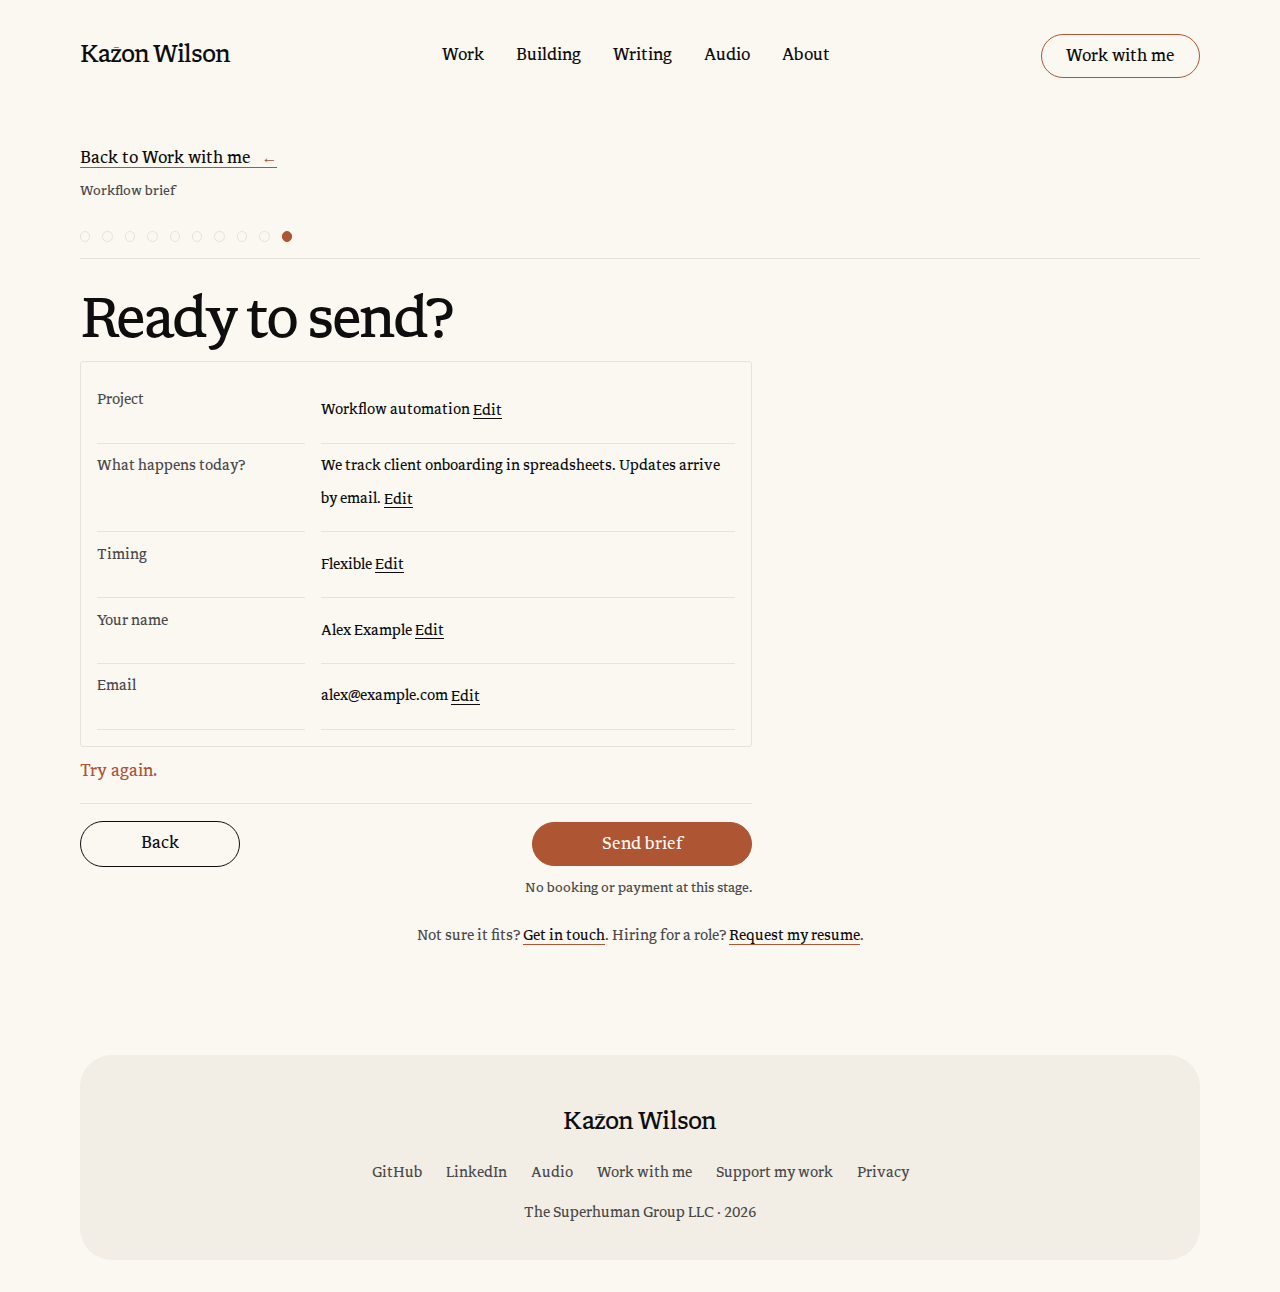 Kazon Wilson
Work Building Writing Audio About
Work with me
Back to Work with me ←
Workflow brief
Ready to send?
Project
Workflow automation Edit
What happens today?
We track client onboarding in spreadsheets. Updates arrive
by email. Edit
Timing
Flexible Edit
Your name
Alex Example Edit
Email
alex@example.com Edit
Try again.
Back
Send brief
No booking or payment at this stage.
Not sure it fits? Get in touch. Hiring for a role? Request my resume.
Kazon Wilson
GitHub LinkedIn Audio Work with me Support my work Privacy
The Superhuman Group LLC · 2026